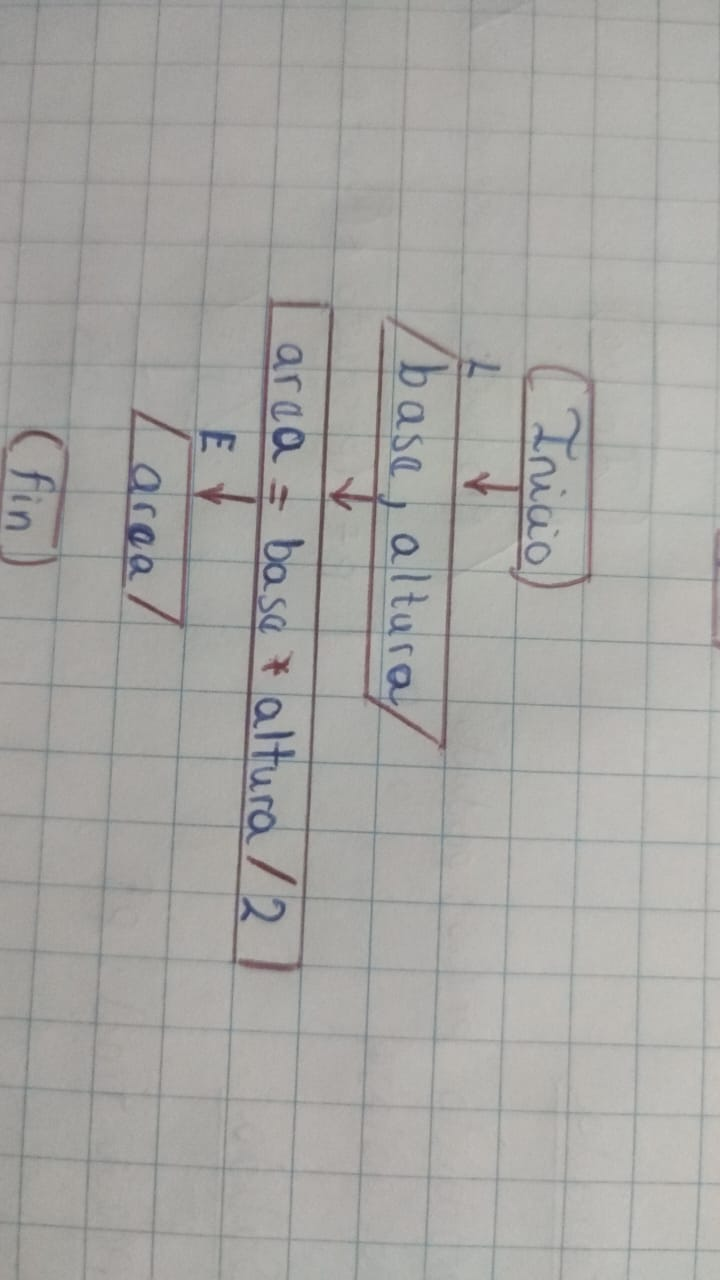 Inicio
L
base, altura
area = base * altura / 2
E
area
fin